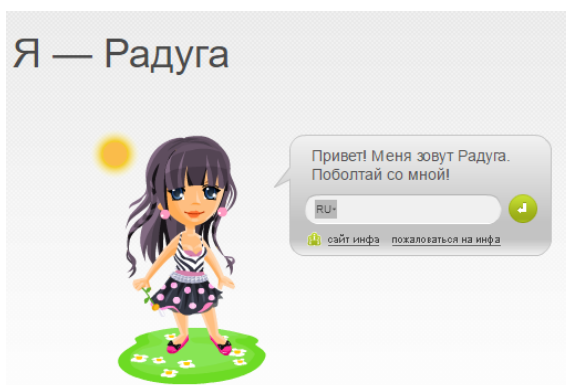 Я — Радуга
Привет! Меня зовут Радуга.
Поболтай со мной!
RU-
сайт инфа пожаловаться на инфа